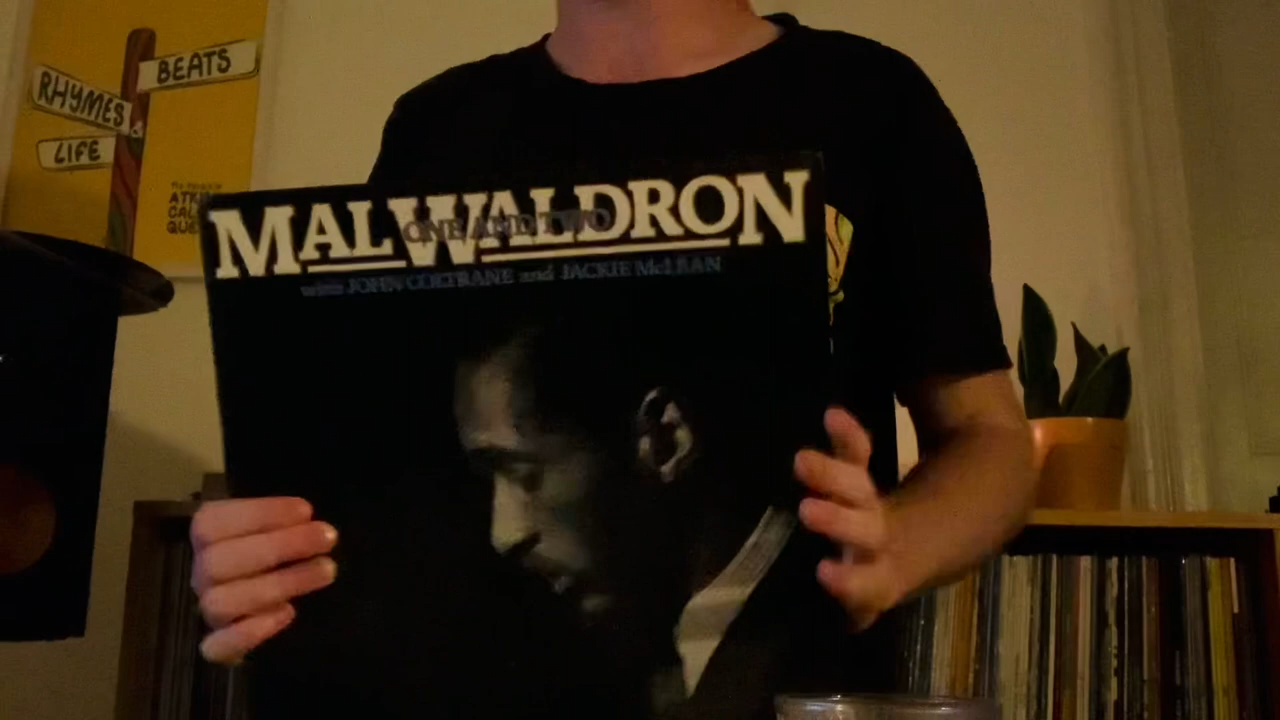 BEATS
RHYMES
&
LIFE
MAL WALDRON
ONE AND TWO
with JOHN COLTRANE and JACKIE McLEAN